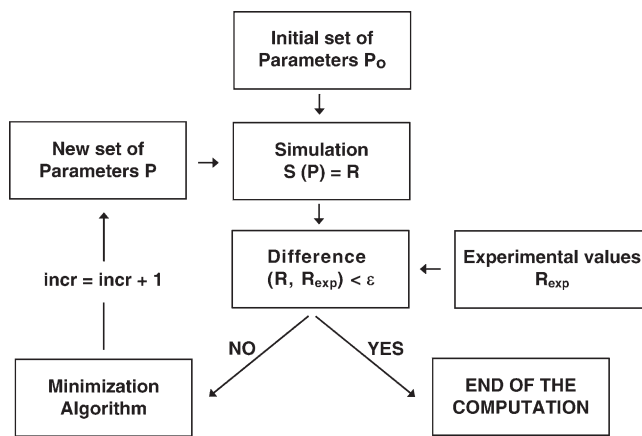 Initial set of
Parameters Po
New set of
Parameters P
Simulation
S (P) = R
Difference
(R, Rexp) < ε
Experimental values
Rexp
incr = incr + 1
NO
YES
Minimization
Algorithm
END OF THE
COMPUTATION